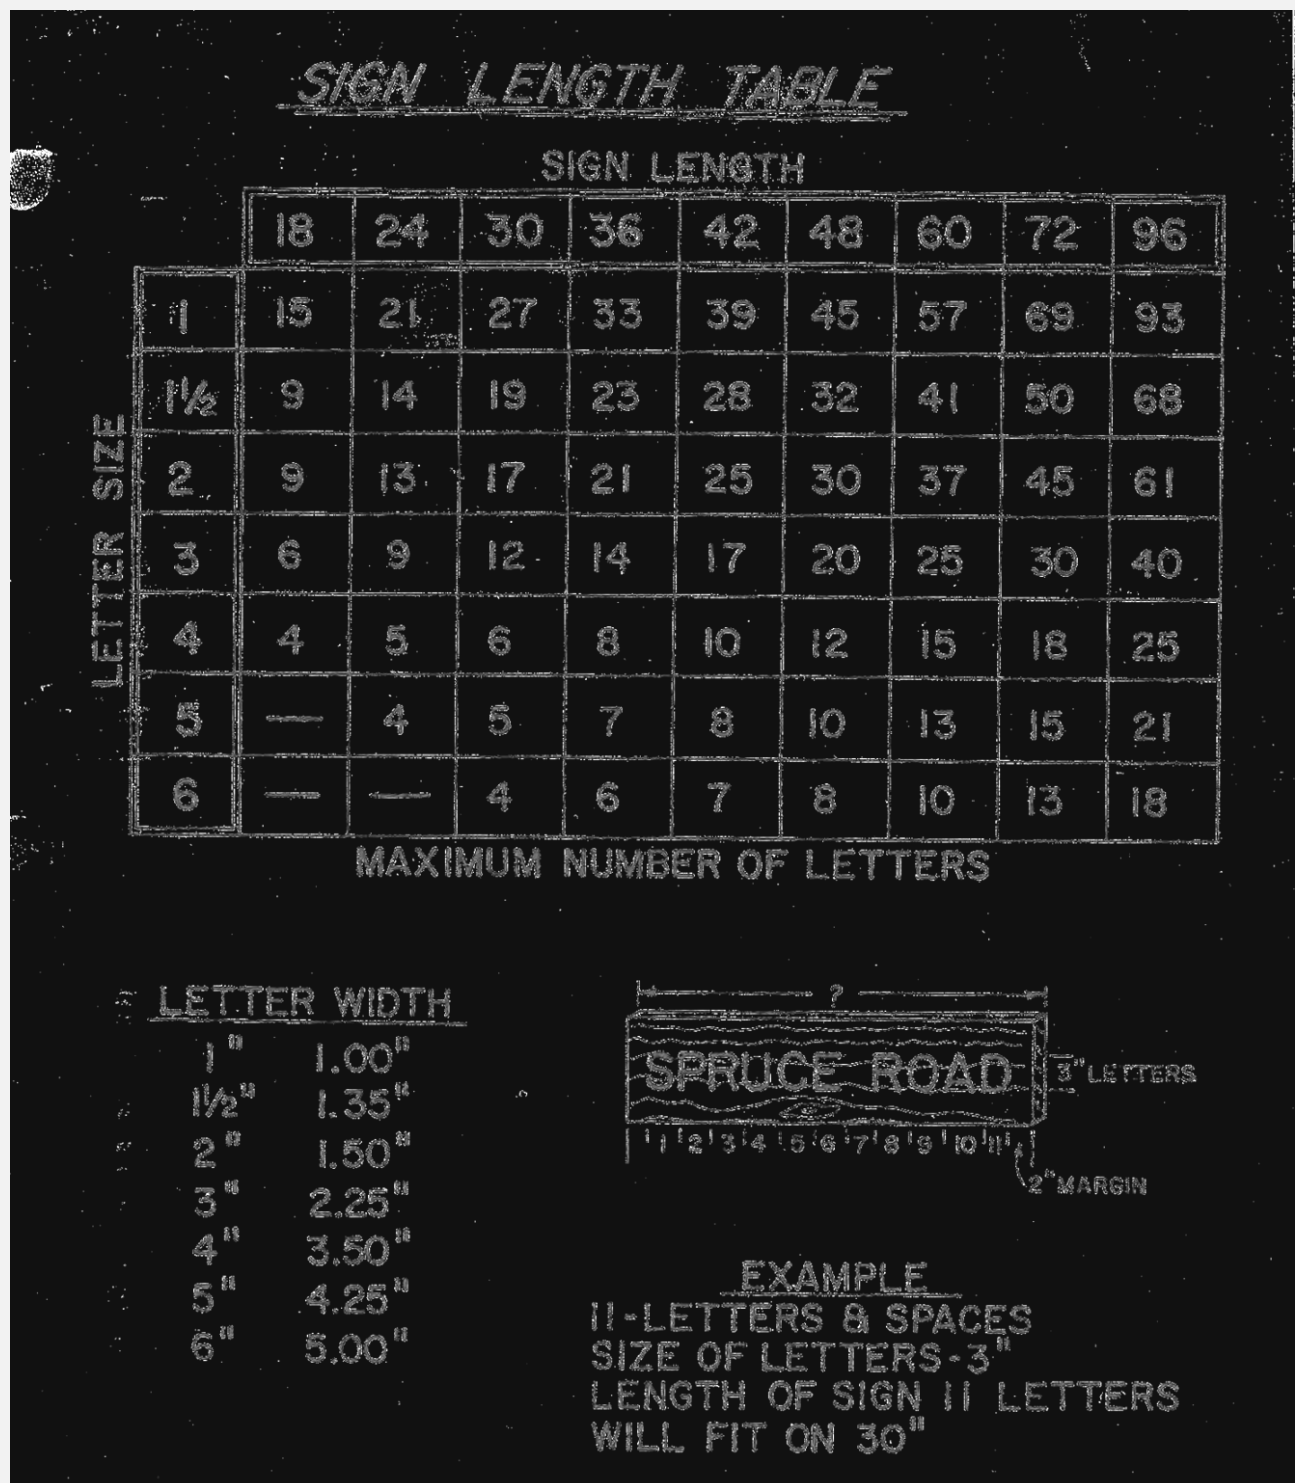 SIGN LENGTH TABLE
SIGN LENGTH
18 24 30 36 42 48 60 72 96
LETTER SIZE
1 15 21 27 33 39 45 57 69 93
1 1/2 9 14 19 23 28 32 41 50 68
2 9 13 17 21 25 30 37 45 61
3 6 9 12 14 17 20 25 30 40
4 4 5 6 8 10 12 15 18 25
5 — 4 5 7 8 10 13 15 21
6 — — 4 6 7 8 10 13 18
MAXIMUM NUMBER OF LETTERS
LETTER WIDTH
1" 1.00"
1 1/2" 1.35"
2" 1.50"
3" 2.25"
4" 3.50"
5" 4.25"
6" 5.00"
?
SPRUCE ROAD
3" LETTERS
1 2 3 4 5 6 7 8 9 10 11
2" MARGIN
EXAMPLE
11-LETTERS & SPACES
SIZE OF LETTERS-3"
LENGTH OF SIGN 11 LETTERS
WILL FIT ON 30"